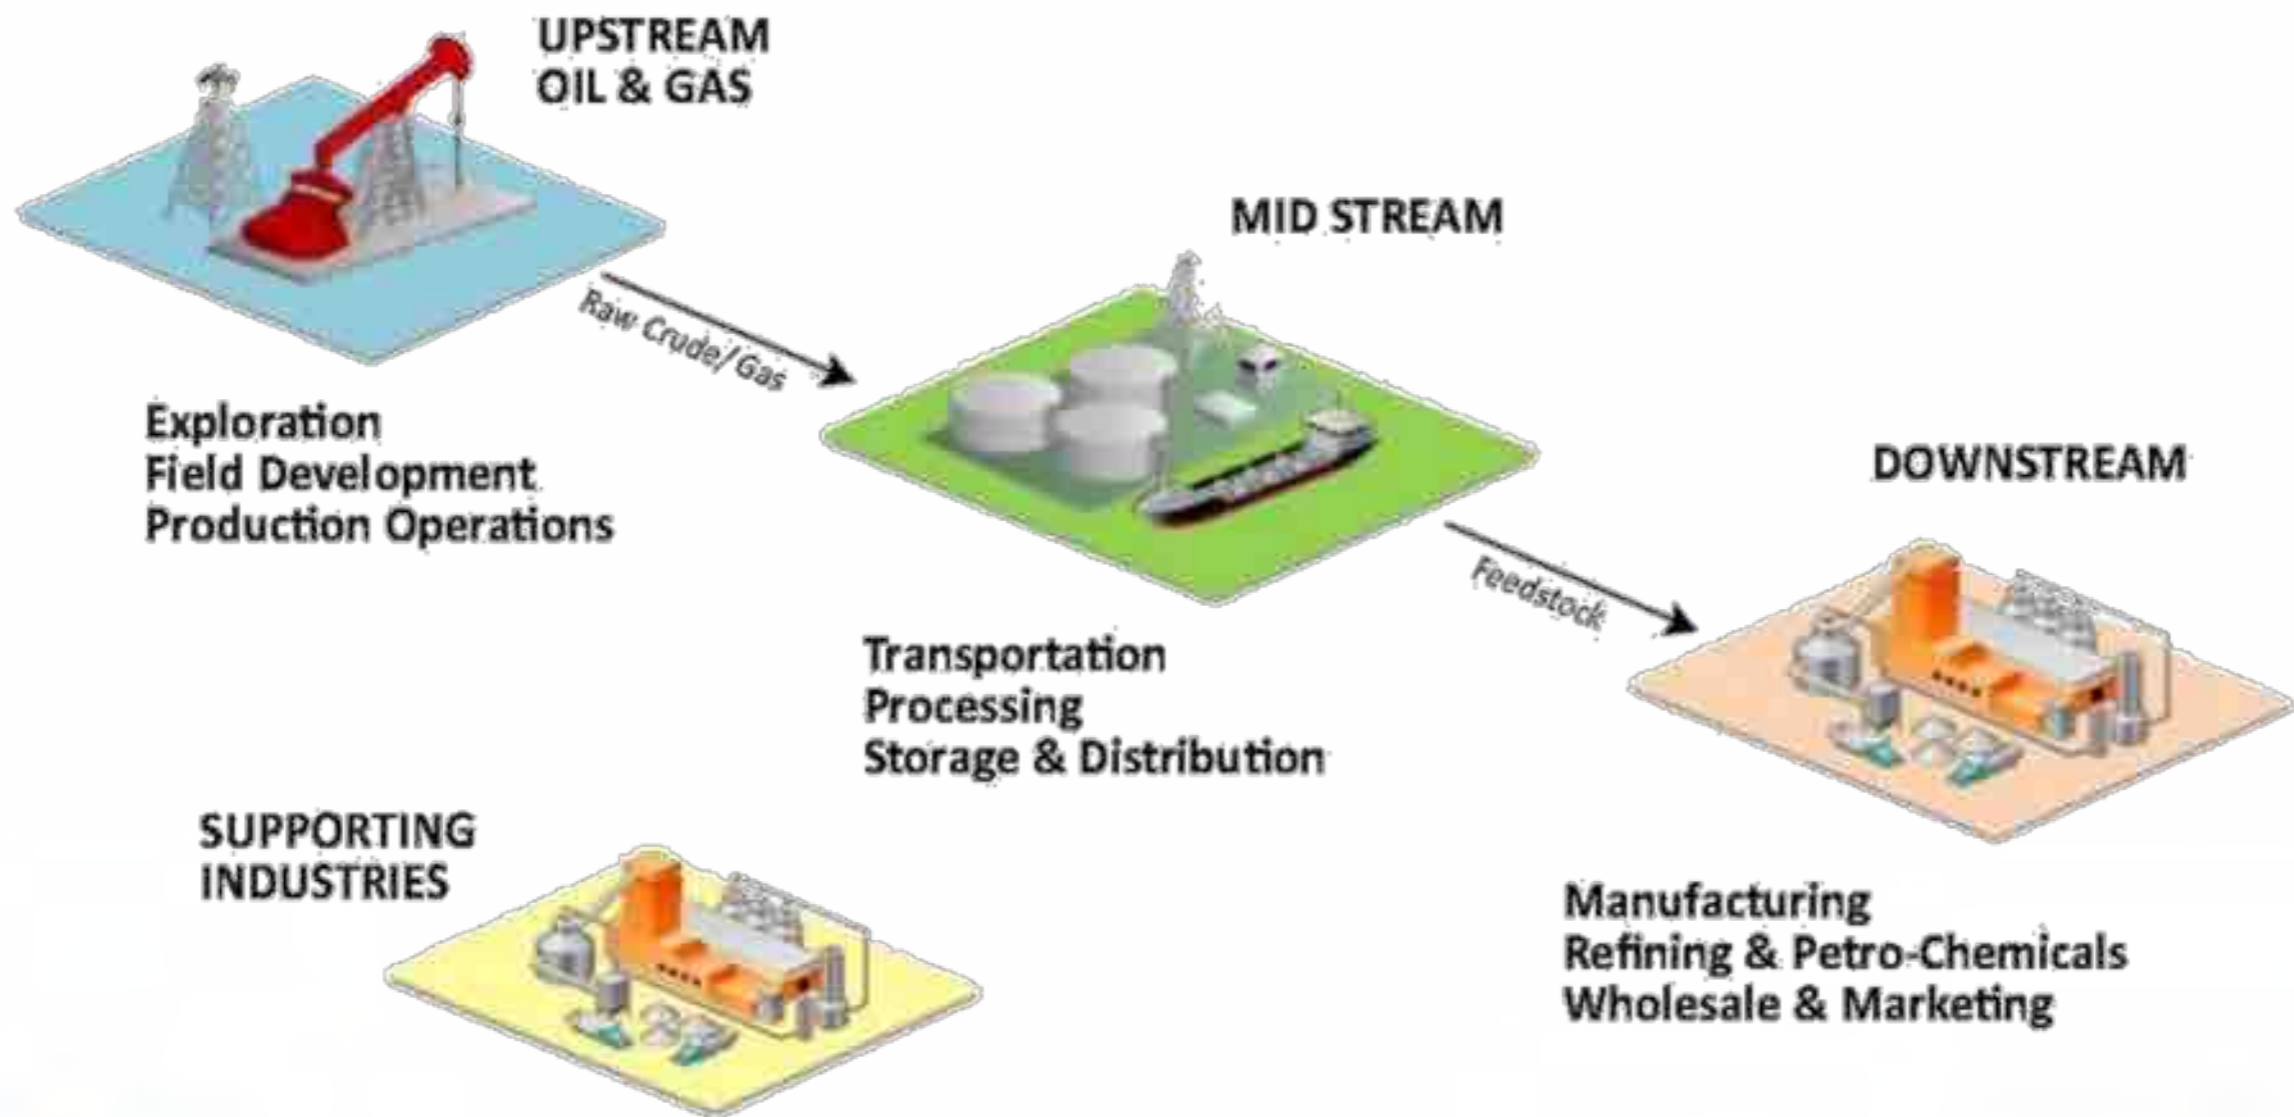 UPSTREAM
OIL & GAS
Raw Crude/Gas
Exploration
Field Development
Production Operations
MID STREAM
Feedstock
Transportation
Processing
Storage & Distribution
DOWNSTREAM
Manufacturing
Refining & Petro-Chemicals
Wholesale & Marketing
SUPPORTING
INDUSTRIES